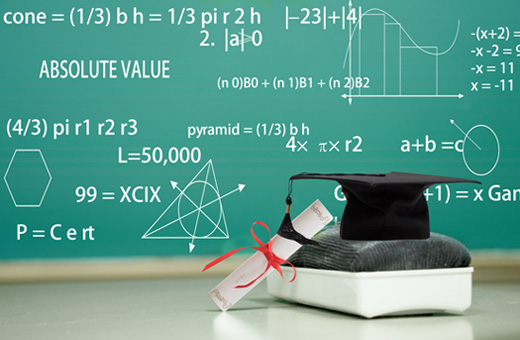 cone = (1/3) b h = 1/3 pi r 2 h
|−23|+|4|
2. |a|≥0
-(x+2) =
ABSOLUTE VALUE
-x -2 = 9
-x = 11
x = -11
(n 0)B0 + (n 1)B1 + (n 2)B2
(4/3) pi r1 r2 r3
pyramid = (1/3) b h
L=50,000
4× π× r2
a+b =c
99 = XCIX
+1) = x Gam
P = C e rt